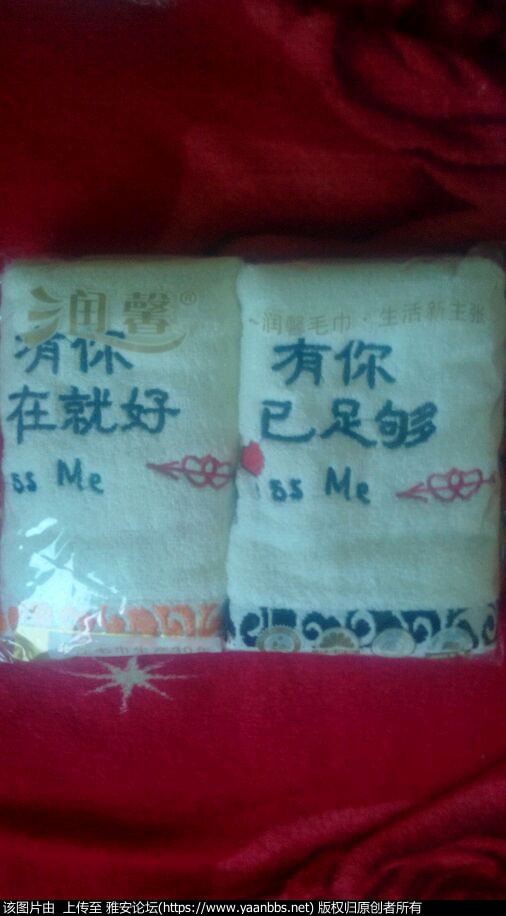 润馨®
润馨毛巾·生活新主张
有你
在就好
ss Me
有你
已足够
ss Me
该图片由 上传至 雅安论坛(https://www.yaanbbs.net) 版权归原创者所有